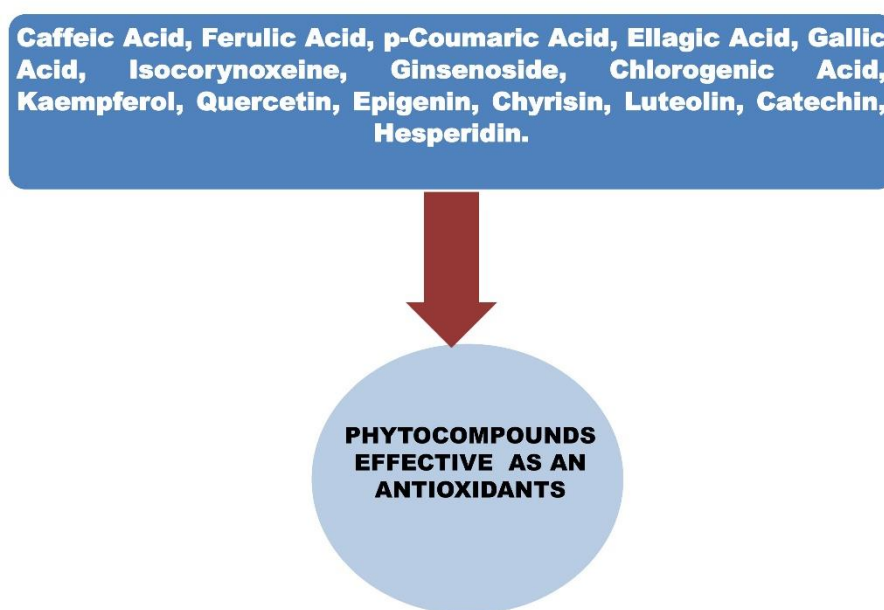 Caffeic Acid, Ferulic Acid, p-Coumaric Acid, Ellagic Acid, Gallic
Acid, Isocorynoxeine, Ginsenoside, Chlorogenic Acid,
Kaempferol, Quercetin, Epigenin, Chyrisin, Luteolin, Catechin,
Hesperidin.
PHYTOCOMPOUNDS
EFFECTIVE AS AN
ANTIOXIDANTS